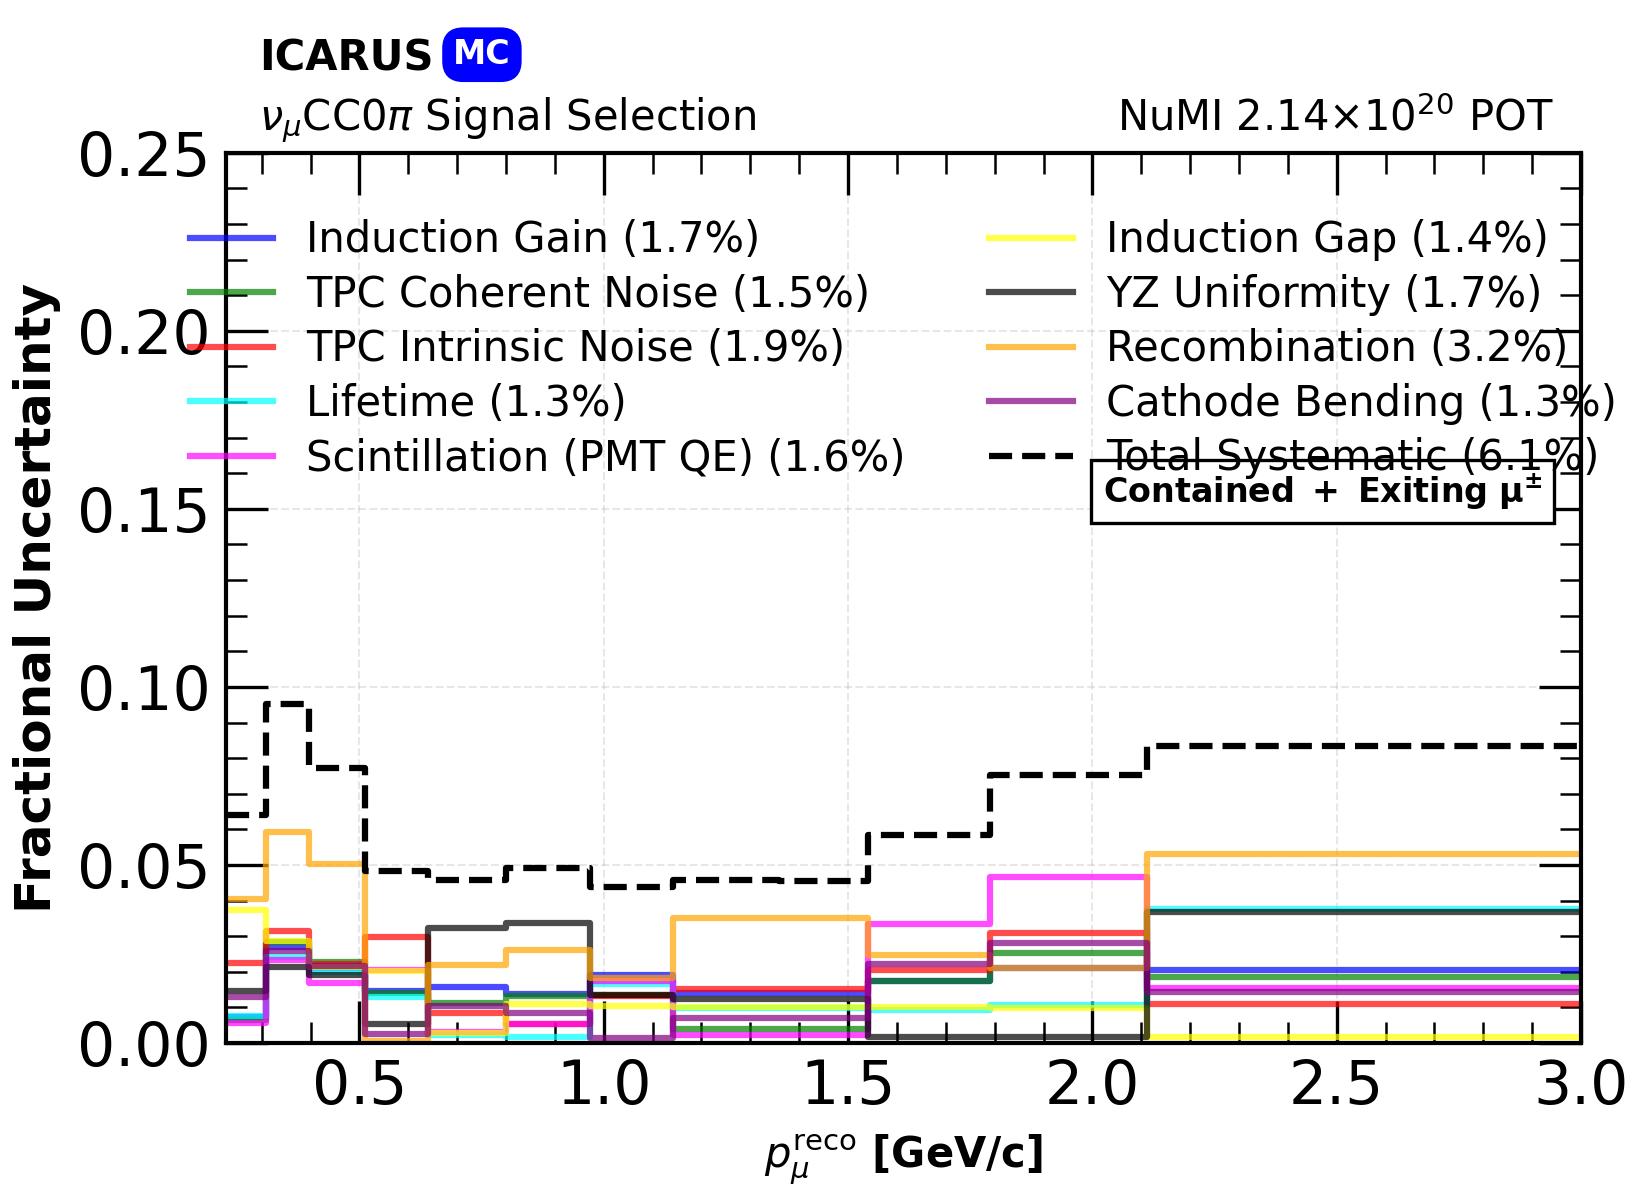 ICARUS MC
νμCC0π Signal Selection
NuMI 2.14×10²⁰ POT
0.25
0.20
0.15
0.10
0.05
0.00
Fractional Uncertainty
Induction Gain (1.7%)
TPC Coherent Noise (1.5%)
TPC Intrinsic Noise (1.9%)
Lifetime (1.3%)
Scintillation (PMT QE) (1.6%)
Induction Gap (1.4%)
YZ Uniformity (1.7%)
Recombination (3.2%)
Cathode Bending (1.3%)
Total Systematic (6.1%)
Contained + Exiting μ±
0.5 1.0 1.5 2.0 2.5 3.0
pμ^reco [GeV/c]